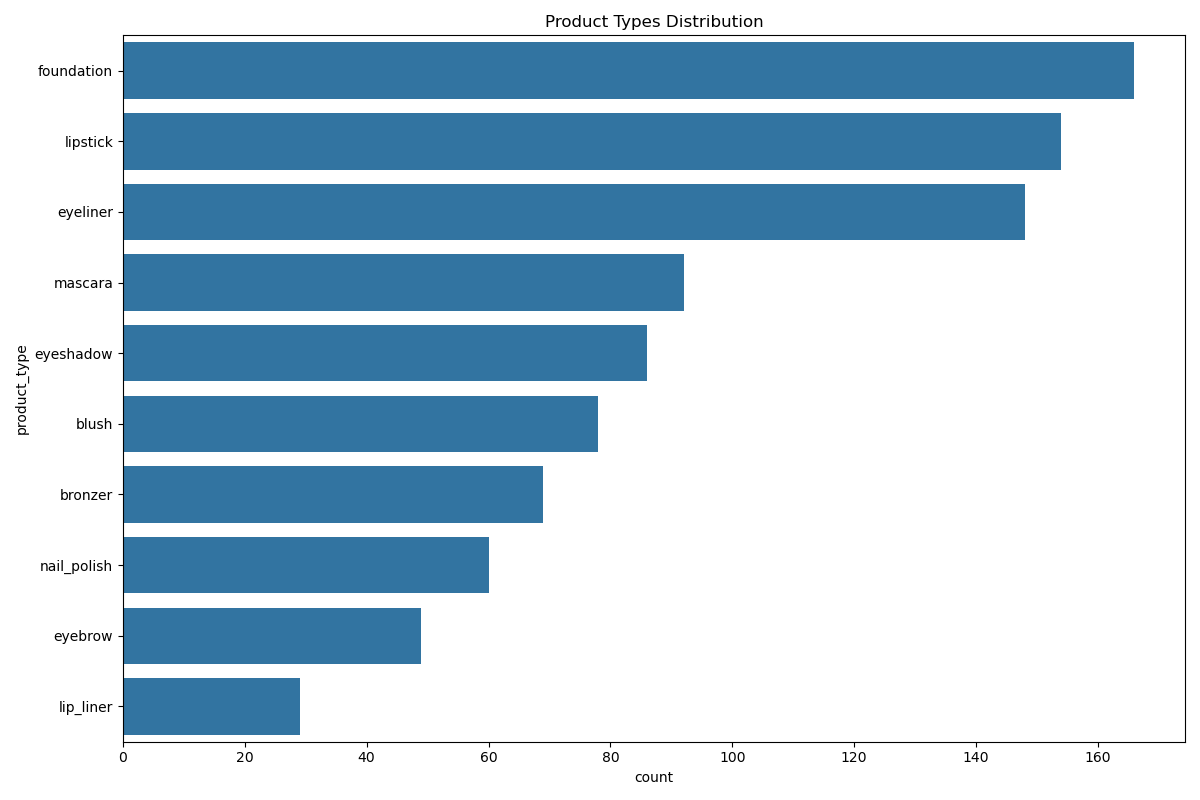 Product Types Distribution
product_type
foundation
lipstick
eyeliner
mascara
eyeshadow
blush
bronzer
nail_polish
eyebrow
lip_liner
0 20 40 60 80 100 120 140 160
count